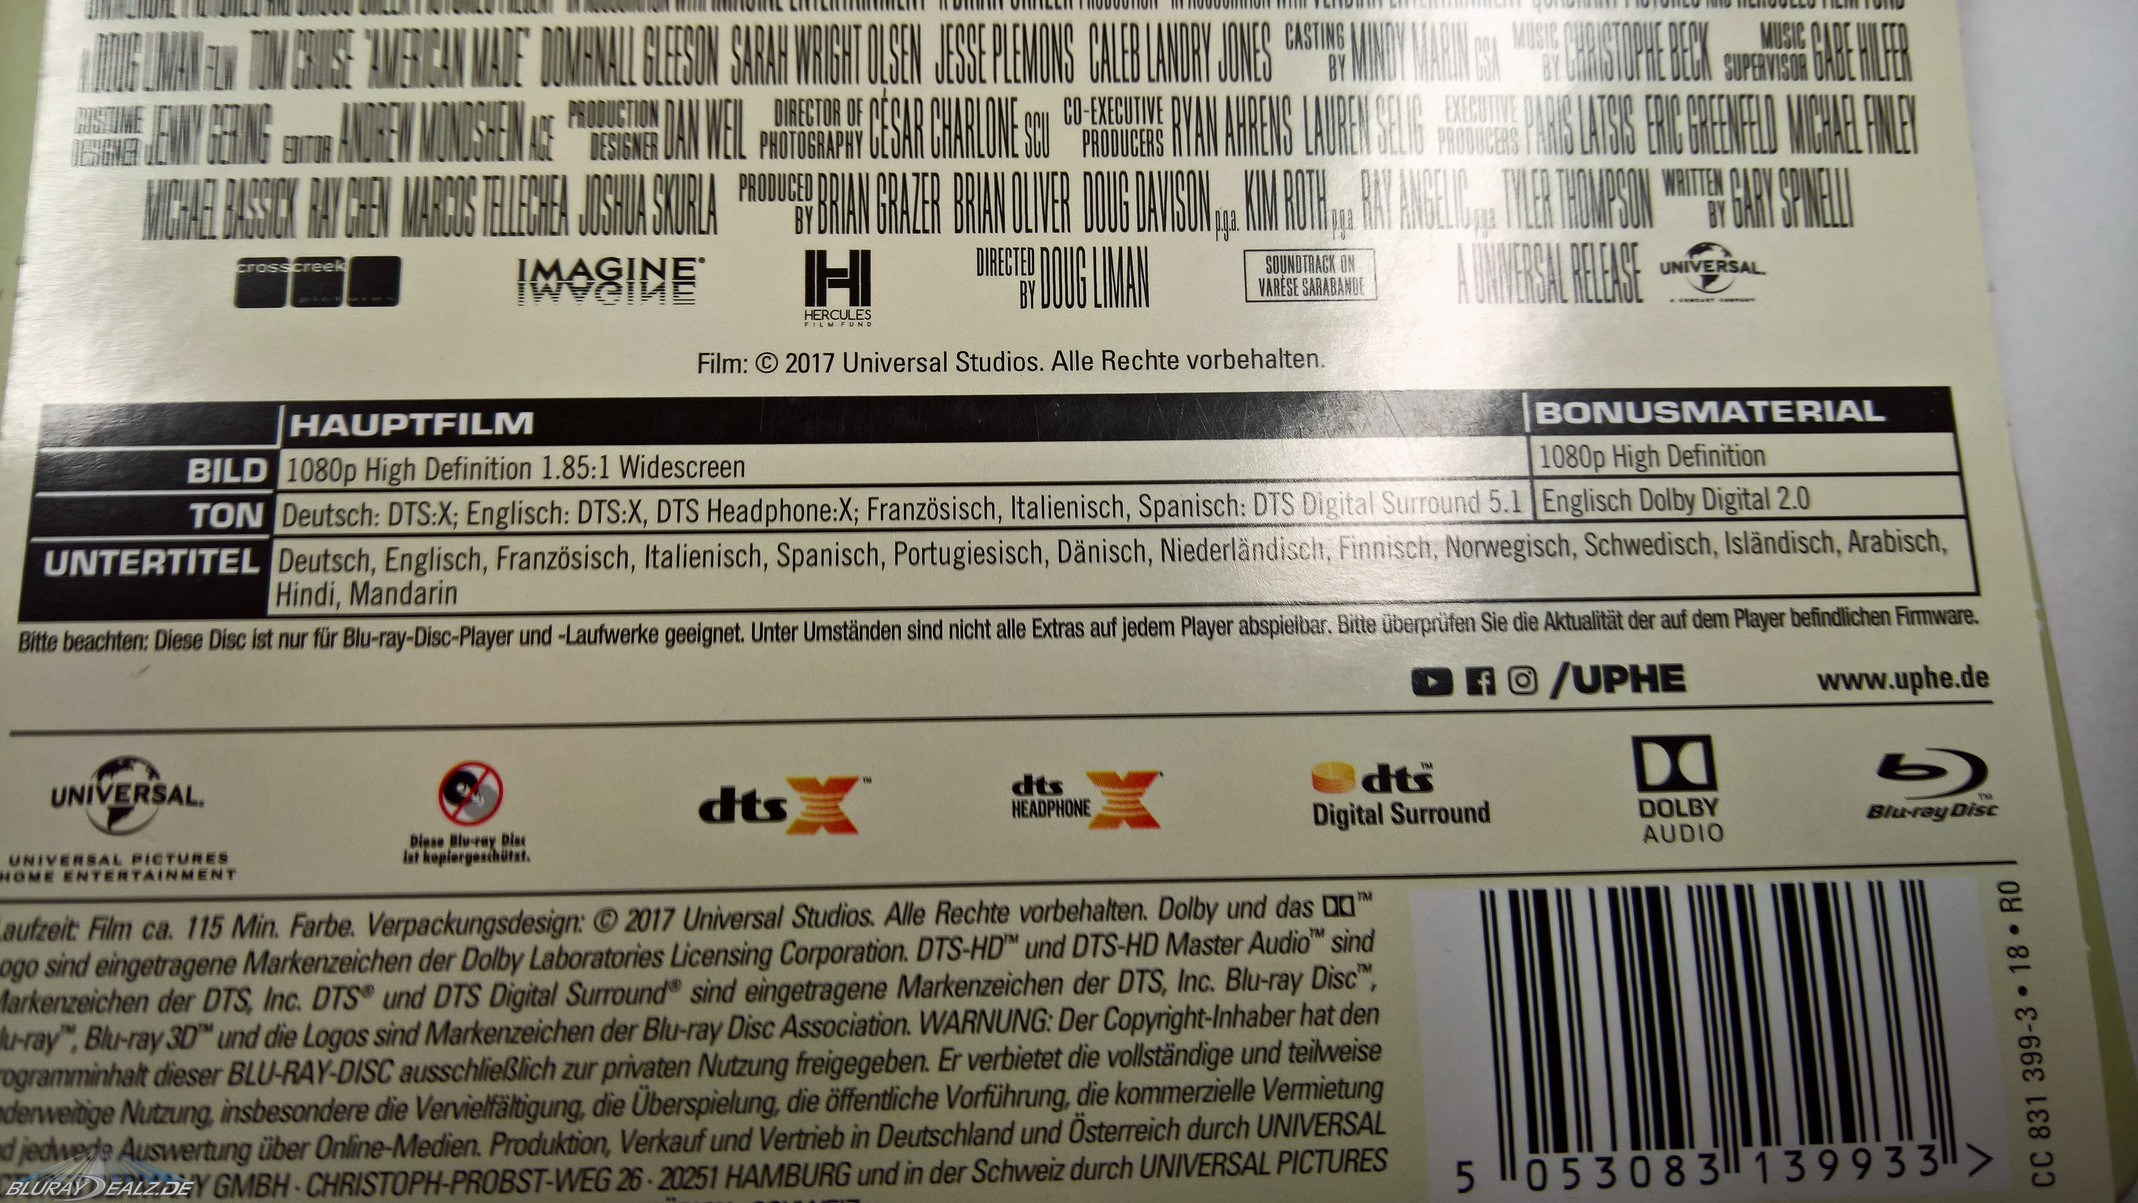 A DOUG LIMAN FILM TOM CRUISE "AMERICAN MADE" DOMHNALL GLEESON SARAH WRIGHT OLSEN JESSE PLEMONS CALEB LANDRY JONES CASTING BY MINDY MARIN CSA MUSIC BY CHRISTOPHE BECK MUSIC SUPERVISOR GABE HILFER
COSTUME DESIGNER JENNY GERING EDITOR ANDREW MONDSHEIN ACE PRODUCTION DESIGNER DAN WEIL DIRECTOR OF PHOTOGRAPHY CÉSAR CHARLONE SCU CO-EXECUTIVE PRODUCERS RYAN AHRENS LAUREN SELIG EXECUTIVE PRODUCERS PARIS LATSIS ERIC GREENFELD MICHAEL FINLEY
MICHAEL BASSICK RAY CHEN MARCOS TELLECHEA JOSHUA SKURLA PRODUCED BY BRIAN GRAZER BRIAN OLIVER DOUG DAVISON p.g.a. KIM ROTH p.g.a. RAY ANGELIC p.g.a. TYLER THOMPSON WRITTEN BY GARY SPINELLI
crosscreek pictures IMAGINE HERCULES FILM FUND DIRECTED BY DOUG LIMAN SOUNDTRACK ON VARÈSE SARABANDE A UNIVERSAL RELEASE UNIVERSAL A COMCAST COMPANY
Film: © 2017 Universal Studios. Alle Rechte vorbehalten.
HAUPTFILM BONUSMATERIAL
BILD 1080p High Definition 1.85:1 Widescreen 1080p High Definition
TON Deutsch: DTS:X; Englisch: DTS:X, DTS Headphone:X; Französisch, Italienisch, Spanisch: DTS Digital Surround 5.1 Englisch Dolby Digital 2.0
UNTERTITEL Deutsch, Englisch, Französisch, Italienisch, Spanisch, Portugiesisch, Dänisch, Niederländisch, Finnisch, Norwegisch, Schwedisch, Isländisch, Arabisch,
Hindi, Mandarin
Bitte beachten: Diese Disc ist nur für Blu-ray-Disc-Player und -Laufwerke geeignet. Unter Umständen sind nicht alle Extras auf jedem Player abspielbar. Bitte überprüfen Sie die Aktualität der auf dem Player befindlichen Firmware.
/UPHE www.uphe.de
UNIVERSAL
UNIVERSAL PICTURES
HOME ENTERTAINMENT
Diese Blu-ray Disc
ist kopiergeschützt.
dts X™
dts HEADPHONE X
dts™
Digital Surround
DOLBY
AUDIO
Blu-ray Disc™
Laufzeit: Film ca. 115 Min. Farbe. Verpackungsdesign: © 2017 Universal Studios. Alle Rechte vorbehalten. Dolby und das ™
ogo sind eingetragene Markenzeichen der Dolby Laboratories Licensing Corporation. DTS-HD™ und DTS-HD Master Audio™ sind
Markenzeichen der DTS, Inc. DTS® und DTS Digital Surround® sind eingetragene Markenzeichen der DTS, Inc. Blu-ray Disc™,
lu-ray™, Blu-ray 3D™ und die Logos sind Markenzeichen der Blu-ray Disc Association. WARNUNG: Der Copyright-Inhaber hat den
rogramminhalt dieser BLU-RAY-DISC ausschließlich zur privaten Nutzung freigegeben. Er verbietet die vollständige und teilweise
nderweitige Nutzung, insbesondere die Vervielfältigung, die Überspielung, die öffentliche Vorführung, die kommerzielle Vermietung
d jedwede Auswertung über Online-Medien. Produktion, Verkauf und Vertrieb in Deutschland und Österreich durch UNIVERSAL
Y GMBH · CHRISTOPH-PROBST-WEG 26 · 20251 HAMBURG und in der Schweiz durch UNIVERSAL PICTURES
5 053083 139933 >
CC 831 399-3 • 18 • R0
BLURAYDEALZ.DE